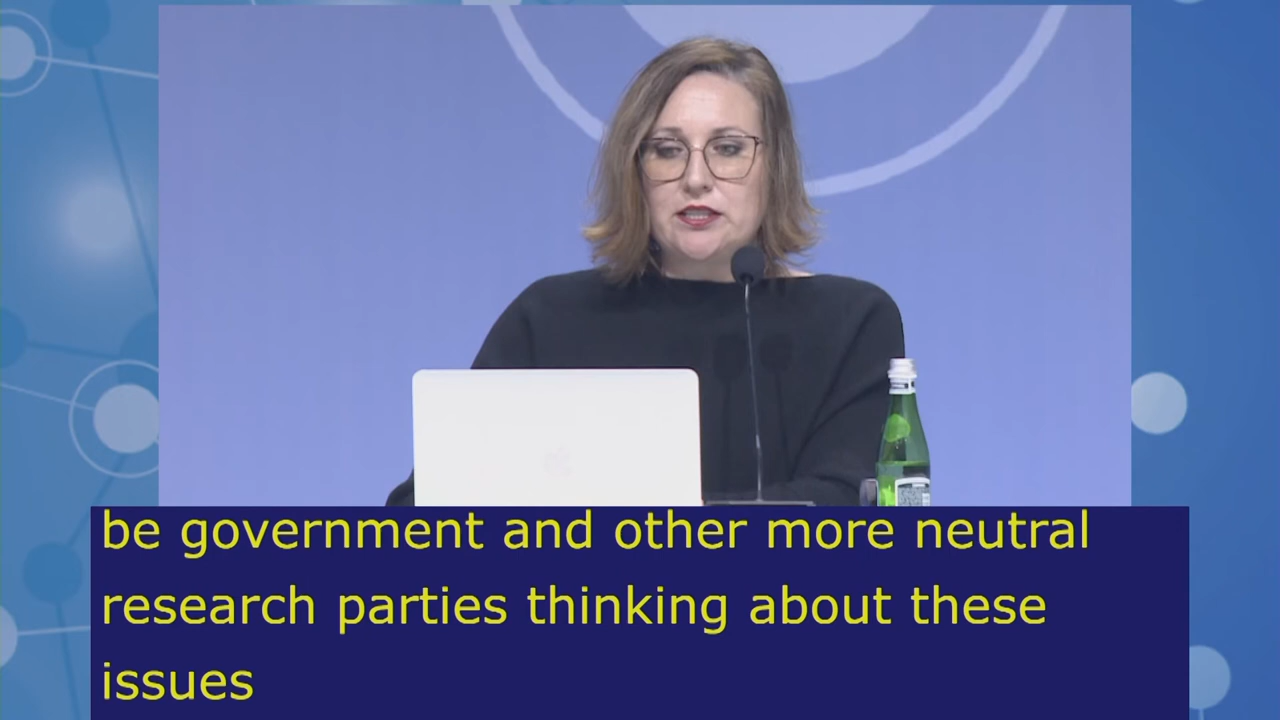 be government and other more neutral
research parties thinking about these
issues